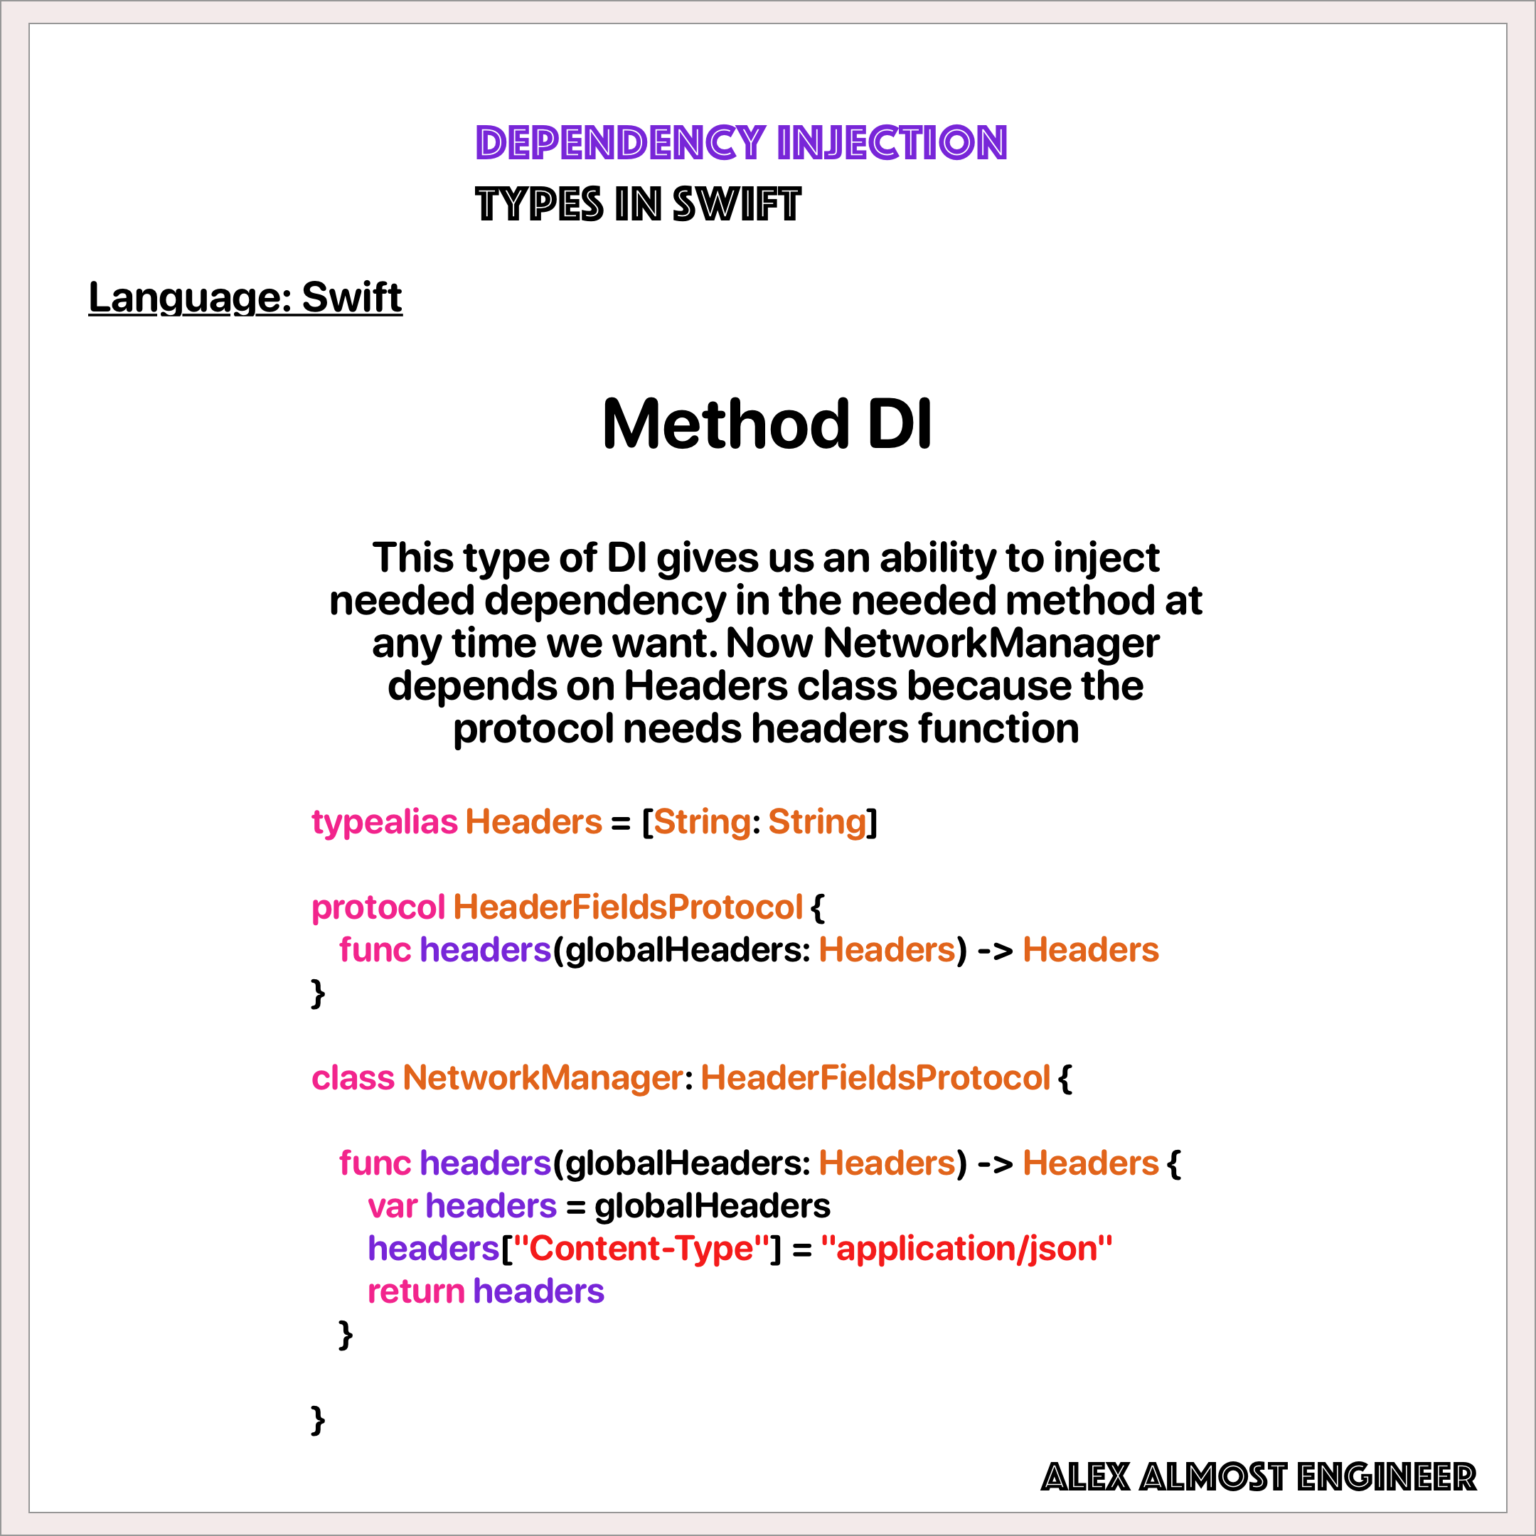 DEPENDENCY INJECTION
TYPES IN SWIFT
Language: Swift
Method DI
This type of DI gives us an ability to inject
needed dependency in the needed method at
any time we want. Now NetworkManager
depends on Headers class because the
protocol needs headers function
typealias Headers = [String: String]
protocol HeaderFieldsProtocol {
func headers(globalHeaders: Headers) -> Headers
}
class NetworkManager: HeaderFieldsProtocol {
func headers(globalHeaders: Headers) -> Headers {
var headers = globalHeaders
headers["Content-Type"] = "application/json"
return headers
}
}
ALEX ALMOST ENGINEER